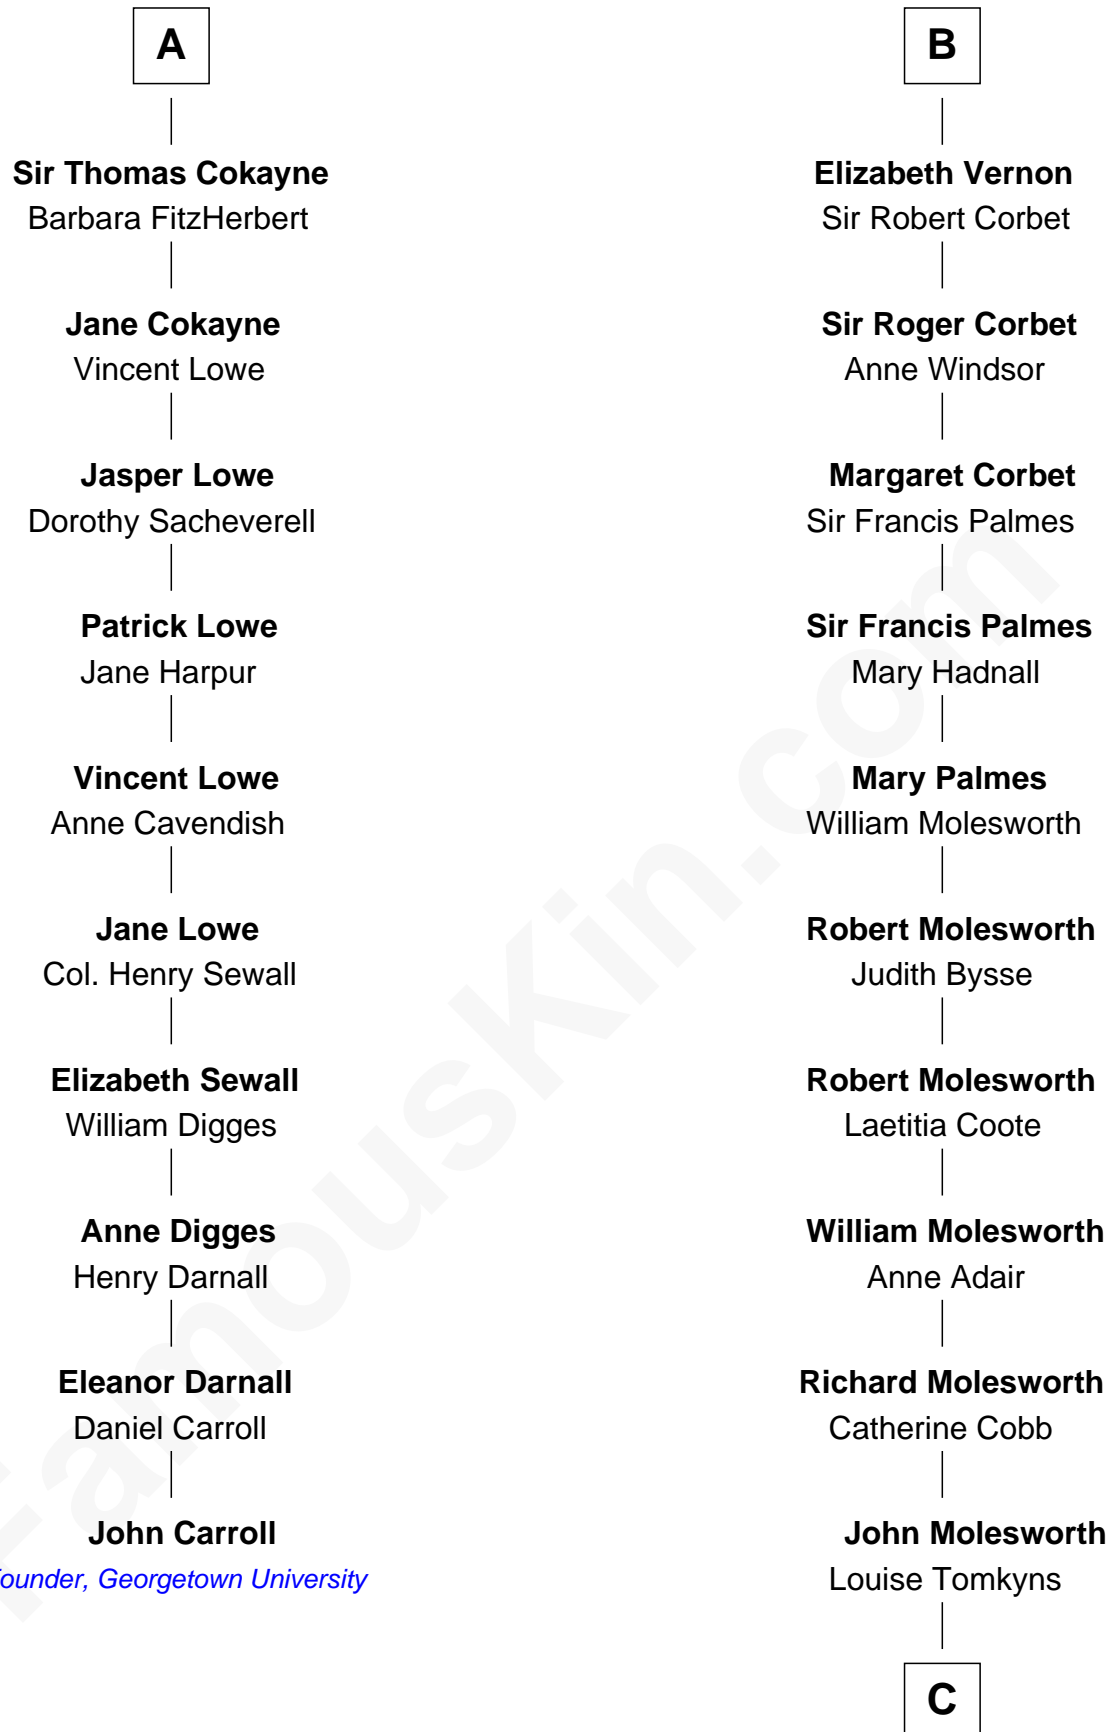 A
Sir Thomas Cokayne
Barbara FitzHerbert
Jane Cokayne
Vincent Lowe
Jasper Lowe
Dorothy Sacheverell
Patrick Lowe
Jane Harpur
Vincent Lowe
Anne Cavendish
Jane Lowe
Col. Henry Sewall
Elizabeth Sewall
William Digges
Anne Digges
Henry Darnall
Eleanor Darnall
Daniel Carroll
John Carroll
ounder, Georgetown University
B
Elizabeth Vernon
Sir Robert Corbet
Sir Roger Corbet
Anne Windsor
Margaret Corbet
Sir Francis Palmes
Sir Francis Palmes
Mary Hadnall
Mary Palmes
William Molesworth
Robert Molesworth
Judith Bysse
Robert Molesworth
Laetitia Coote
William Molesworth
Anne Adair
Richard Molesworth
Catherine Cobb
John Molesworth
Louise Tomkyns
C
FamousKin.com